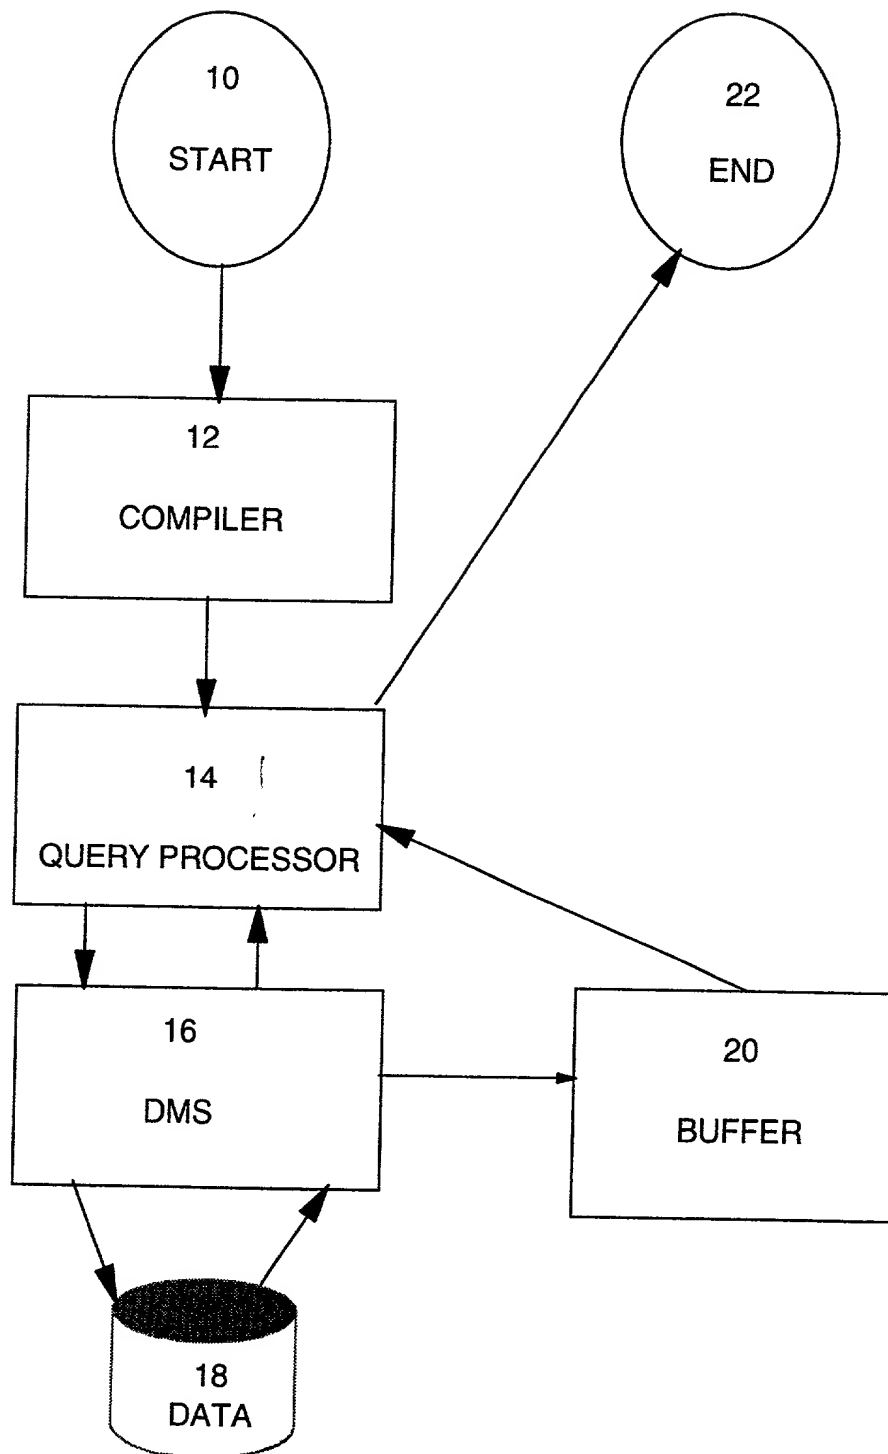 10
START
22
END
12
COMPILER
14
QUERY PROCESSOR
16
DMS
20
BUFFER
18
DATA